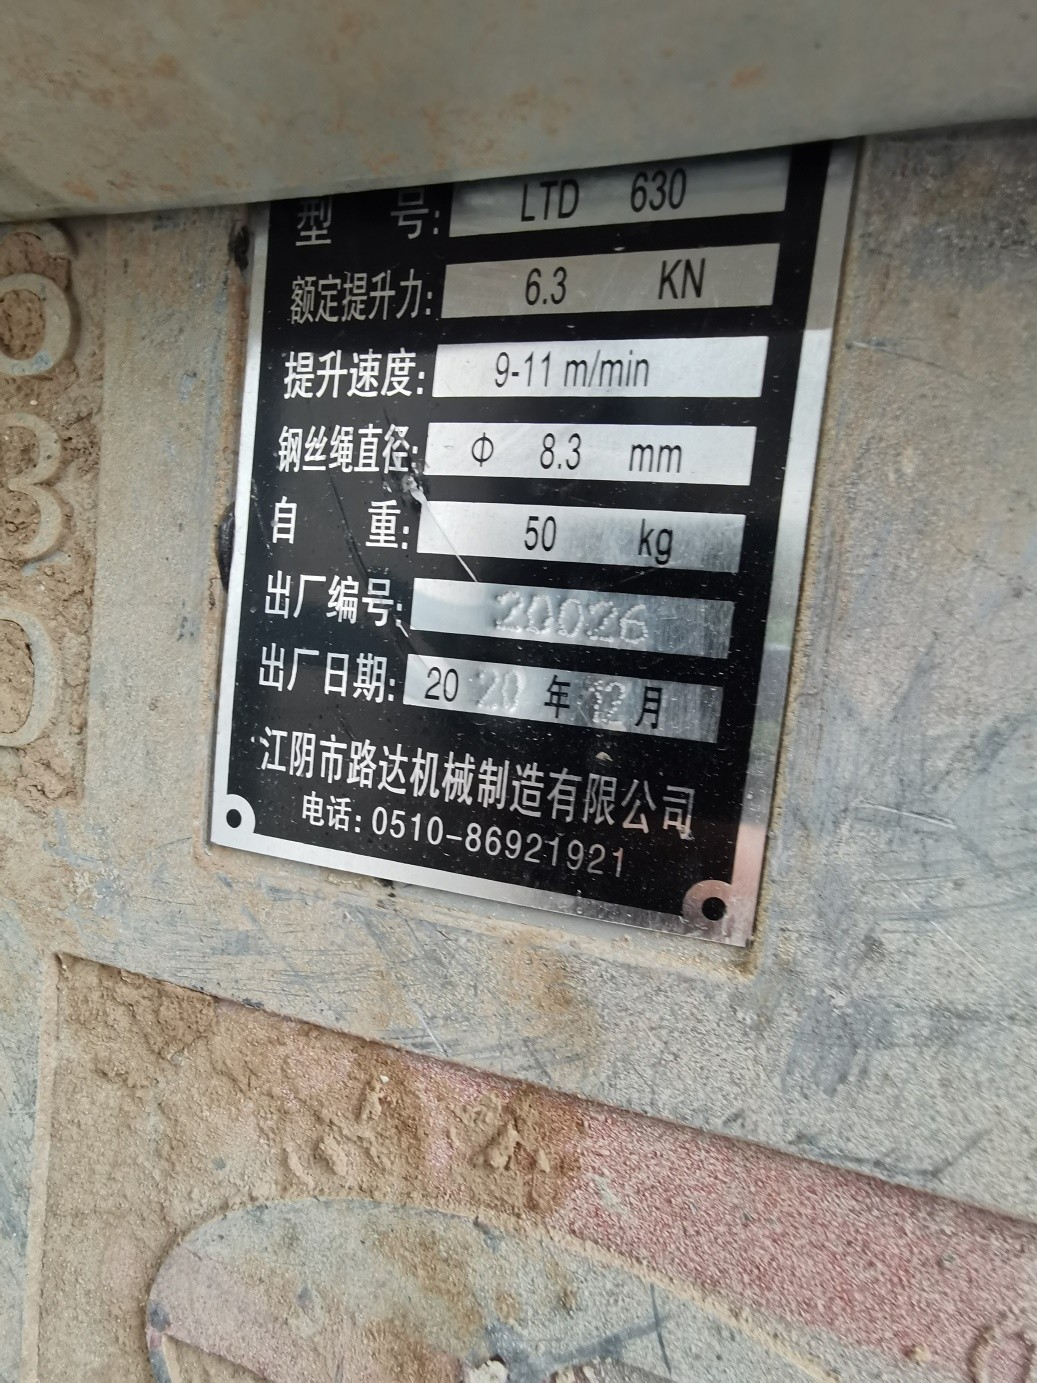 型 号: LTD 630
额定提升力: 6.3 KN
提升速度: 9-11 m/min
钢丝绳直径: Φ 8.3 mm
自 重: 50 kg
出厂编号: 20026
出厂日期: 20 20 年 12 月
江阴市路达机械制造有限公司
电话: 0510-86921921
630